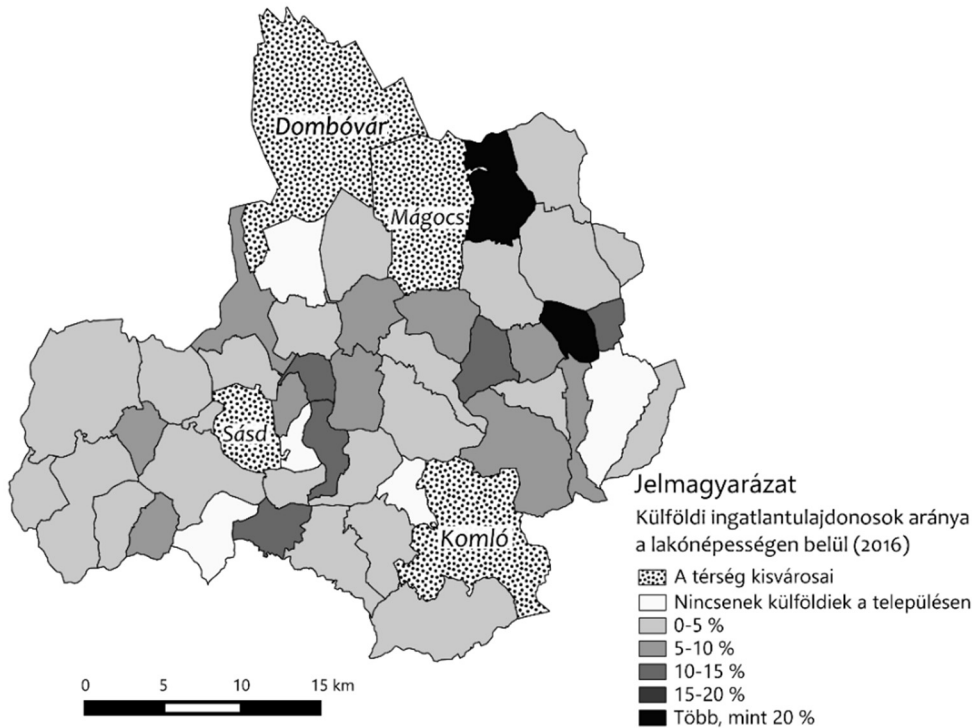 Dombóvár
Mágocs
Sásd
Komló
Jelmagyarázat
Külföldi ingatlantulajdonosok aránya
a lakónépességen belül (2016)
A térség kisvárosai
Nincsenek külföldiek a településen
0-5 %
5-10 %
10-15 %
15-20 %
Több, mint 20 %
0 5 10 15 km